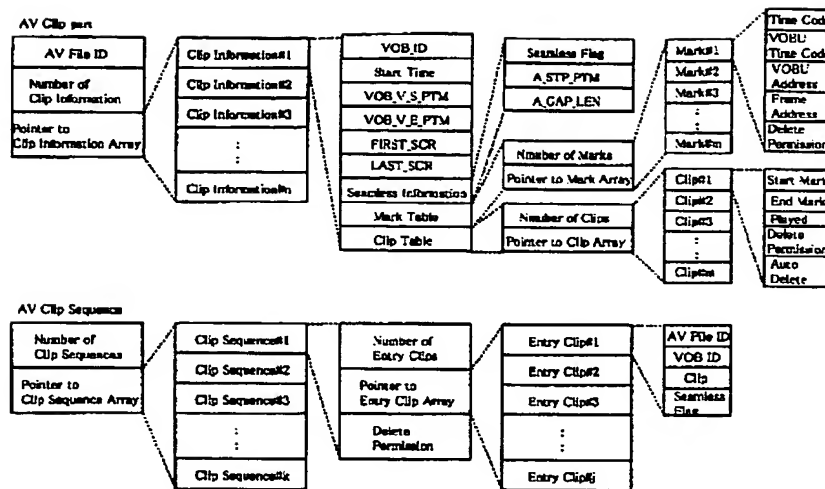 AV Clip part
AV File ID
Number of
Clip Information
Pointer to
Clip Information Array
Clip Information#1
Clip Information#2
Clip Information#3
⋮
Clip Information#n
VOB_ID
Start Time
VOB_V_S_PTM
VOB_V_E_PTM
FIRST_SCR
LAST_SCR
Seamless Information
Mark Table
Clip Table
Seamless Flag
A_STP_PTM
A_GAP_LEN
Number of Marks
Pointer to Mark Array
Number of Clips
Pointer to Clip Array
Mark#1
Mark#2
Mark#3
⋮
Mark#m
Clip#1
Clip#2
Clip#3
⋮
Clip#m
Time Code
VOBU
Time Code
VOBU
Address
Frame
Address
Delete
Permission
Start Mark
End Mark
Played
Delete
Permission
Auto
Delete
AV Clip Sequence
Number of
Clip Sequences
Pointer to
Clip Sequence Array
Clip Sequence#1
Clip Sequence#2
Clip Sequence#3
⋮
Clip Sequence#k
Number of
Entry Clips
Pointer to
Entry Clip Array
Delete
Permission
Entry Clip#1
Entry Clip#2
Entry Clip#3
⋮
Entry Clip#j
AV File ID
VOB ID
Clip
Seamless
Flag